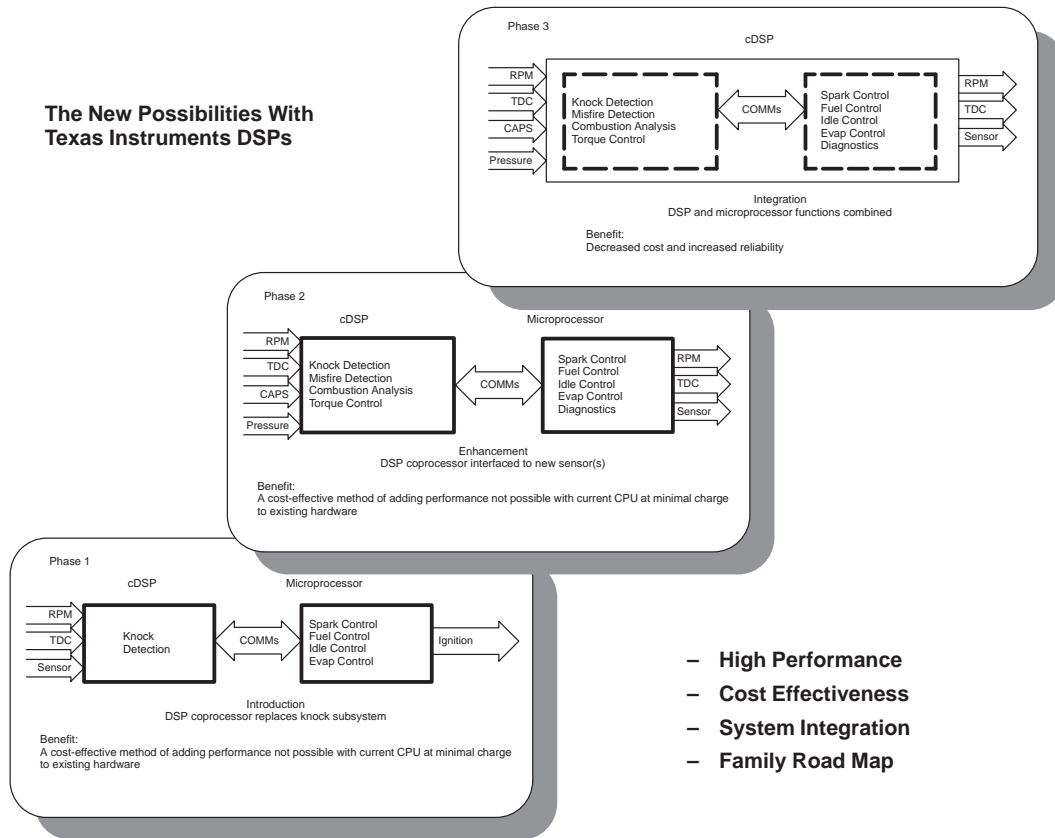 The New Possibilities With
Texas Instruments DSPs
Phase 3
cDSP
RPM
TDC
CAPS
Pressure
Knock Detection
Misfire Detection
Combustion Analysis
Torque Control
COMMs
Spark Control
Fuel Control
Idle Control
Evap Control
Diagnostics
RPM
TDC
Sensor
Integration
DSP and microprocessor functions combined
Benefit:
Decreased cost and increased reliability
Phase 2
cDSP
Microprocessor
RPM
TDC
CAPS
Pressure
Knock Detection
Misfire Detection
Combustion Analysis
Torque Control
COMMs
Spark Control
Fuel Control
Idle Control
Evap Control
Diagnostics
RPM
TDC
Sensor
Enhancement
DSP coprocessor interfaced to new sensor(s)
Benefit:
A cost-effective method of adding performance not possible with current CPU at minimal charge
to existing hardware
Phase 1
cDSP
Microprocessor
RPM
TDC
Sensor
Knock
Detection
COMMs
Spark Control
Fuel Control
Idle Control
Evap Control
Ignition
Introduction
DSP coprocessor replaces knock subsystem
Benefit:
A cost-effective method of adding performance not possible with current CPU at minimal charge
to existing hardware
– High Performance
– Cost Effectiveness
– System Integration
– Family Road Map